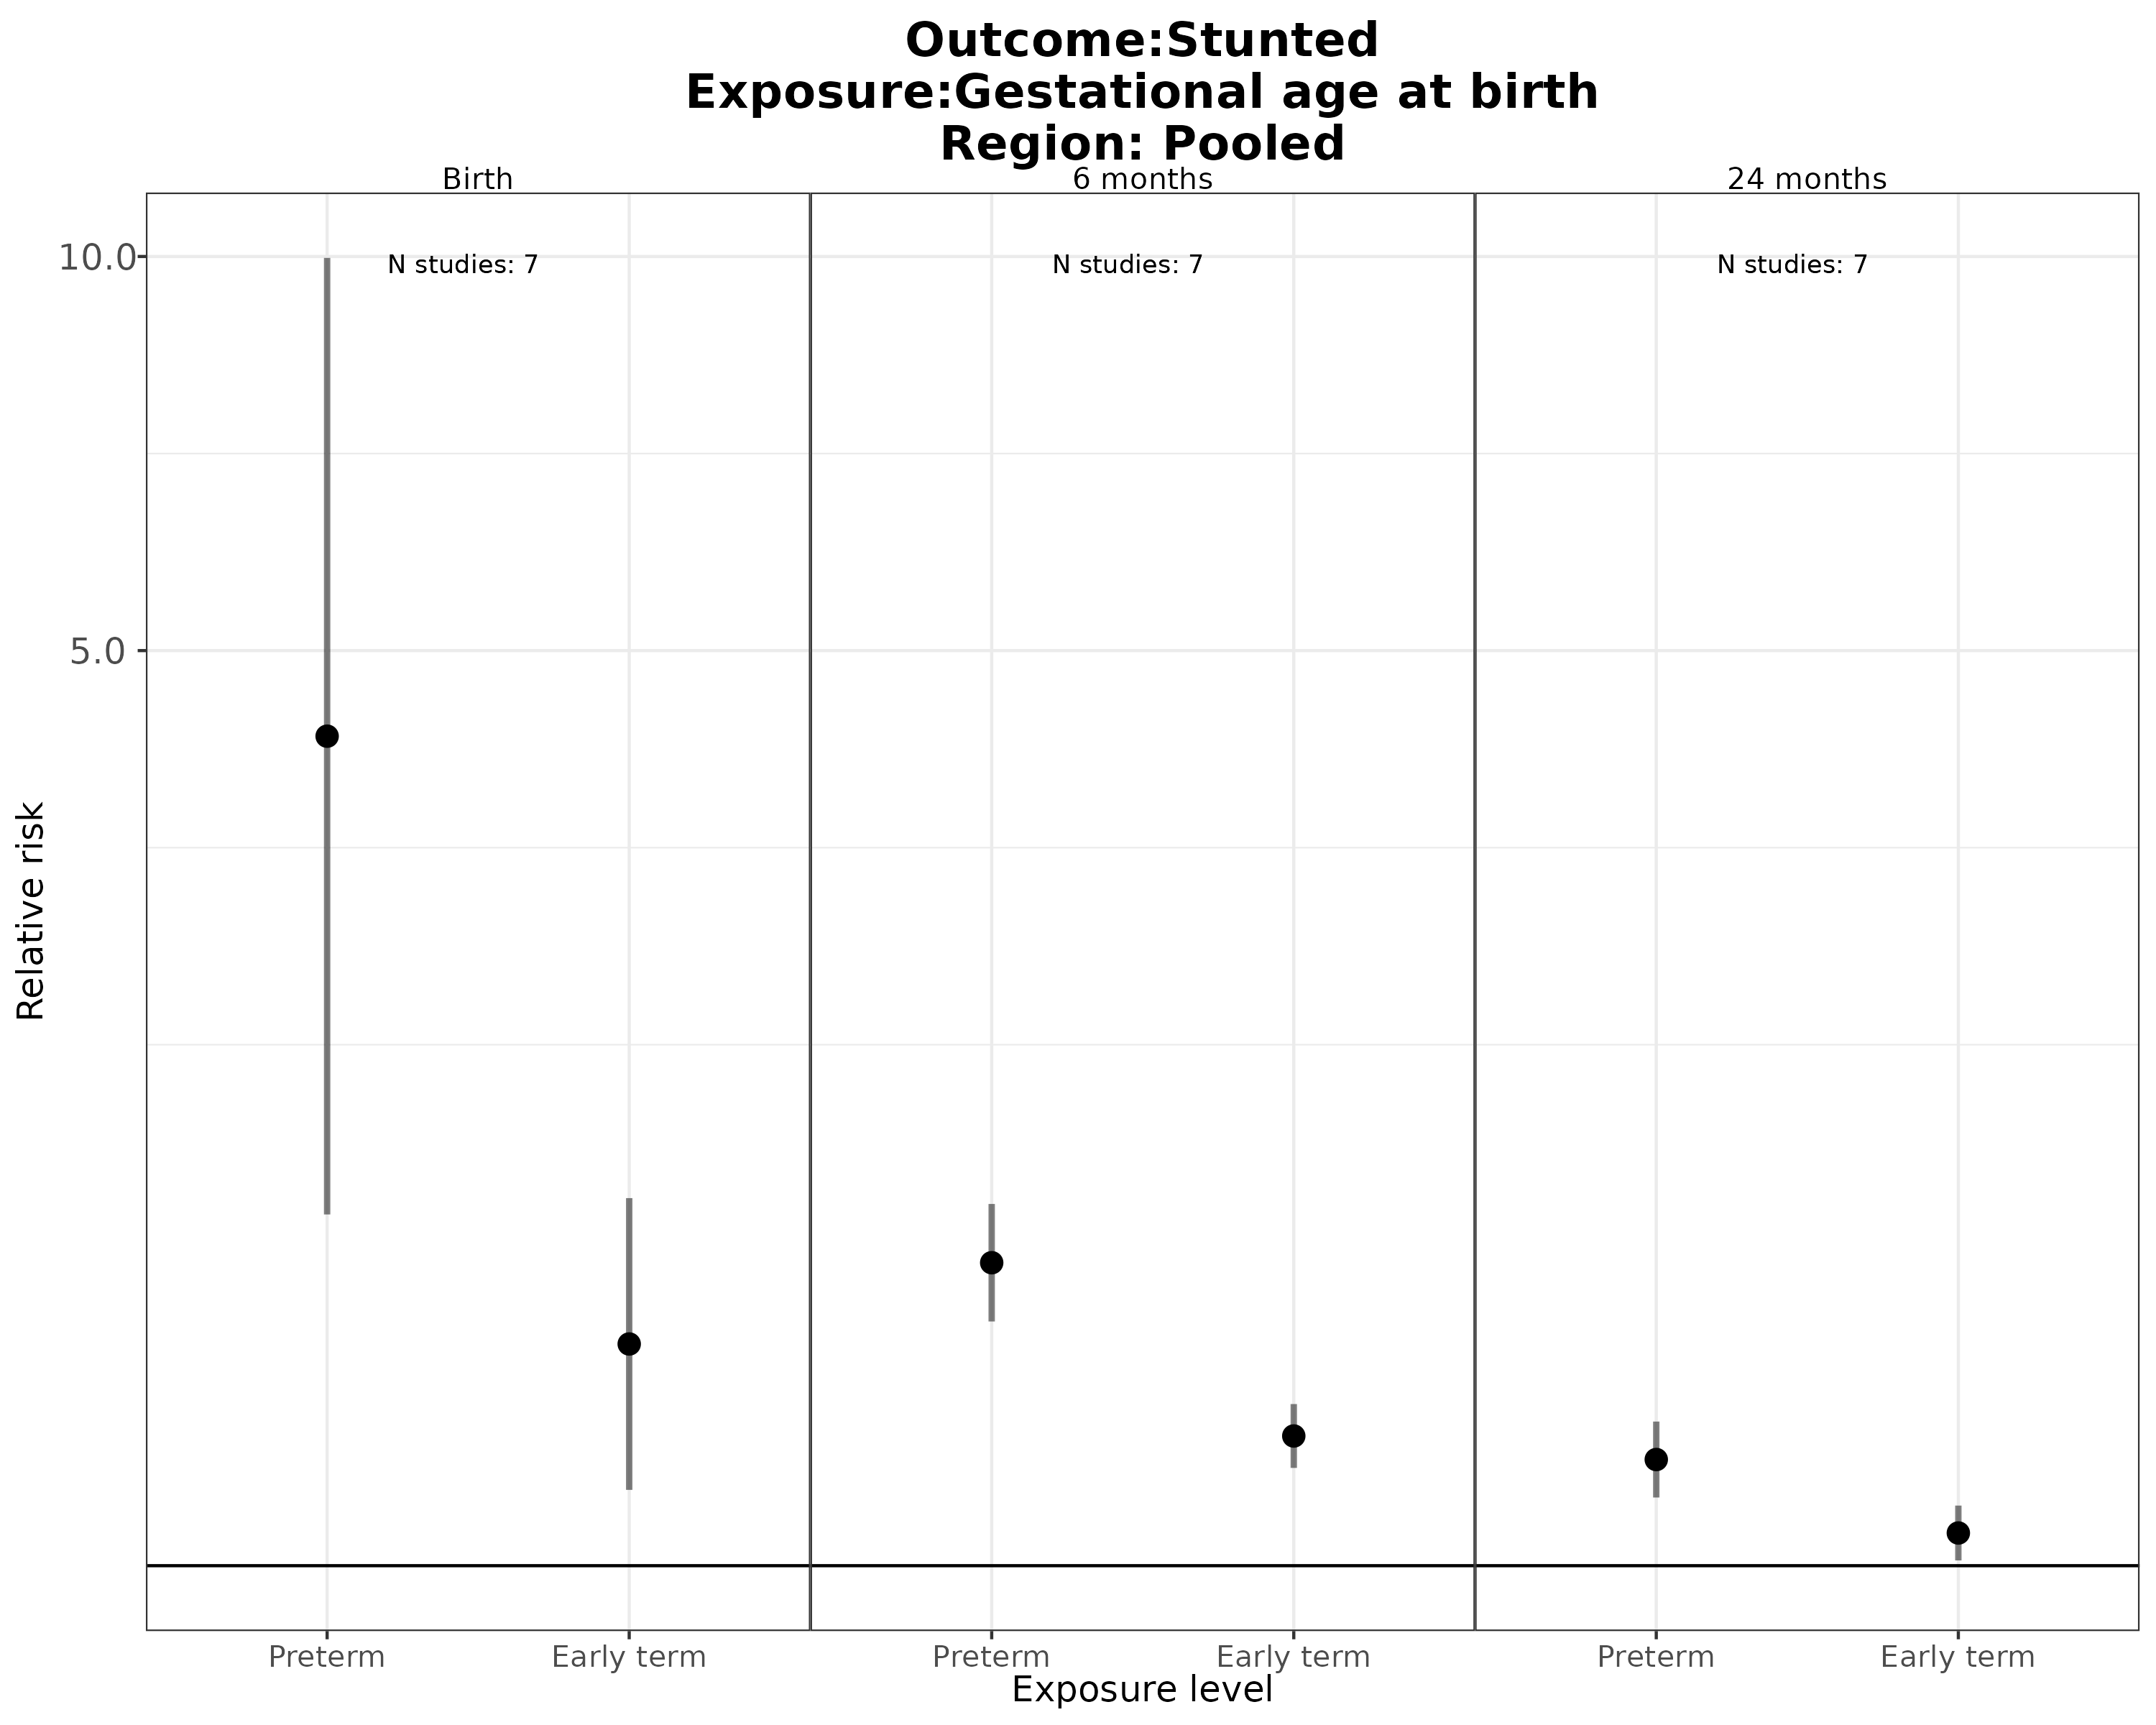 Outcome:Stunted
Exposure:Gestational age at birth
Region: Pooled
Birth
6 months
24 months
10.0
N studies: 7
N studies: 7
N studies: 7
5.0
Relative risk
Preterm
Early term
Preterm
Early term
Preterm
Early term
Exposure level